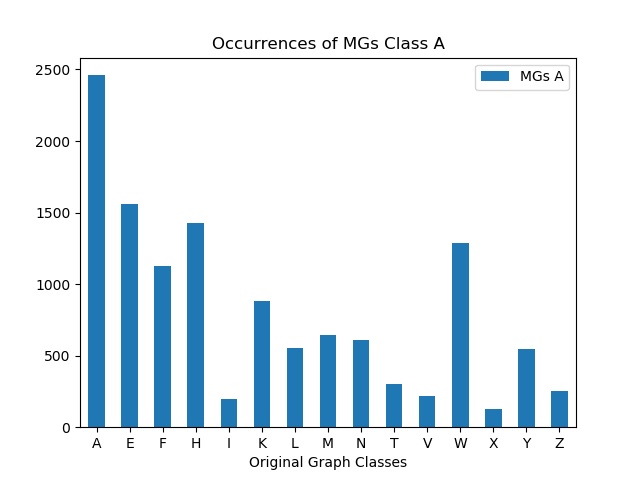 Occurrences of MGs Class A
MGs A
2500
2000
1500
1000
500
0
A E F H I K L M N T V W X Y Z
Original Graph Classes